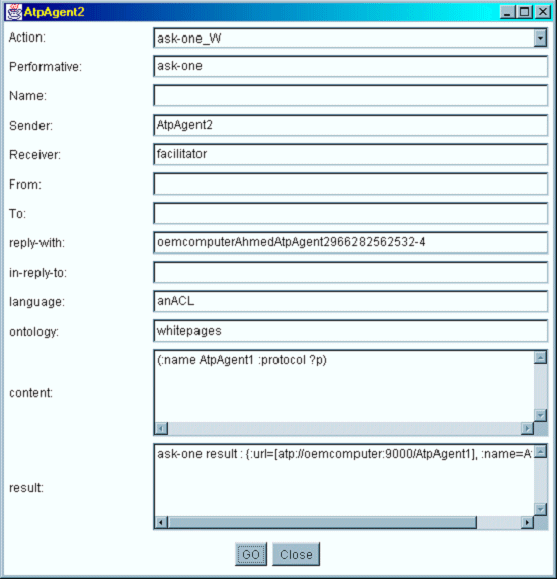 AtpAgent2
Action: ask-one_W
Performative: ask-one
Name:
Sender: AtpAgent2
Receiver: facilitator
From:
To:
reply-with: oemcomputerAhmedAtpAgent2966282562532-4
in-reply-to:
language: anACL
ontology: whitepages
content: (:name AtpAgent1 :protocol ?p)
result: ask-one result : {:url=[atp://oemcomputer:9000/AtpAgent1], :name=A
GO Close